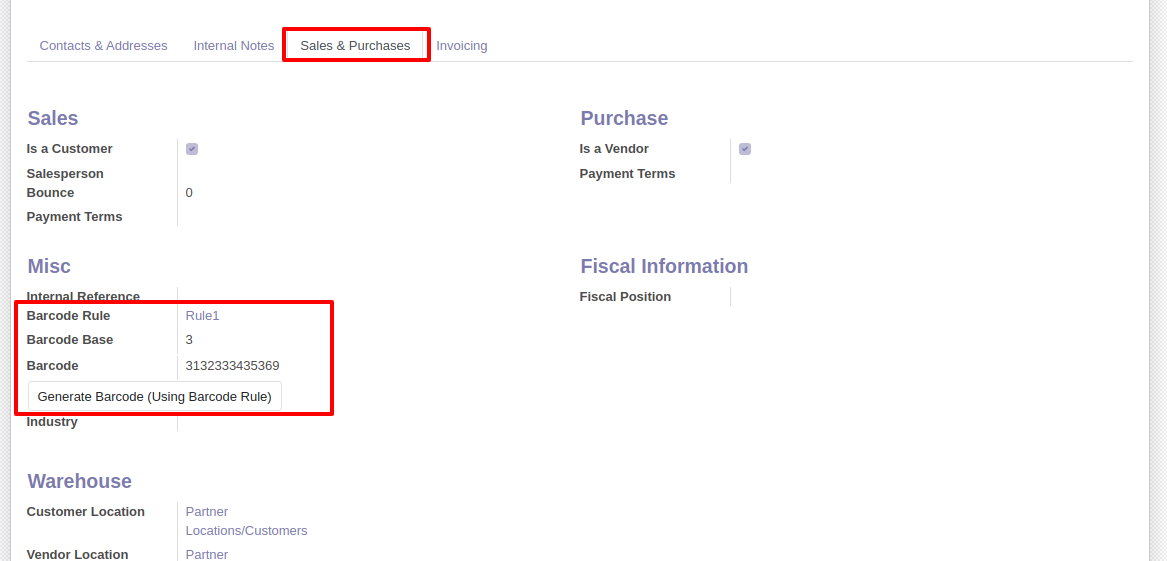 Contacts & Addresses Internal Notes Sales & Purchases Invoicing
Sales
Is a Customer
Salesperson
Bounce 0
Payment Terms
Purchase
Is a Vendor
Payment Terms
Misc
Internal Reference
Barcode Rule Rule1
Barcode Base 3
Barcode 3132333435369
Generate Barcode (Using Barcode Rule)
Industry
Fiscal Information
Fiscal Position
Warehouse
Customer Location Partner
Locations/Customers
Vendor Location Partner